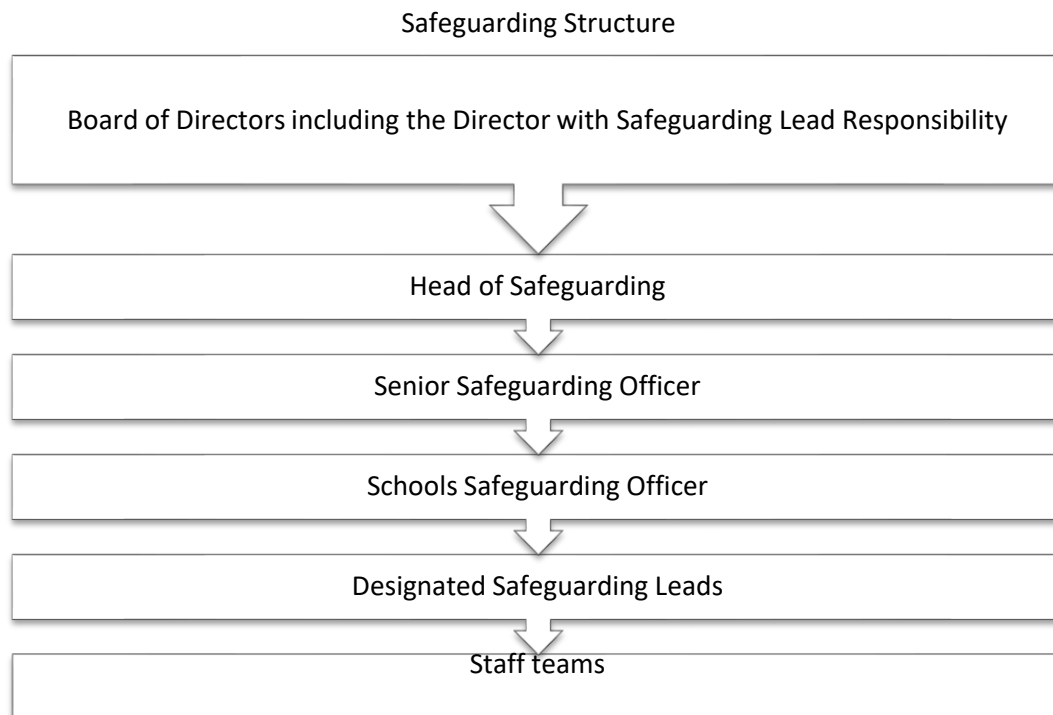 Safeguarding Structure
Board of Directors including the Director with Safeguarding Lead Responsibility
Head of Safeguarding
Senior Safeguarding Officer
Schools Safeguarding Officer
Designated Safeguarding Leads
Staff teams